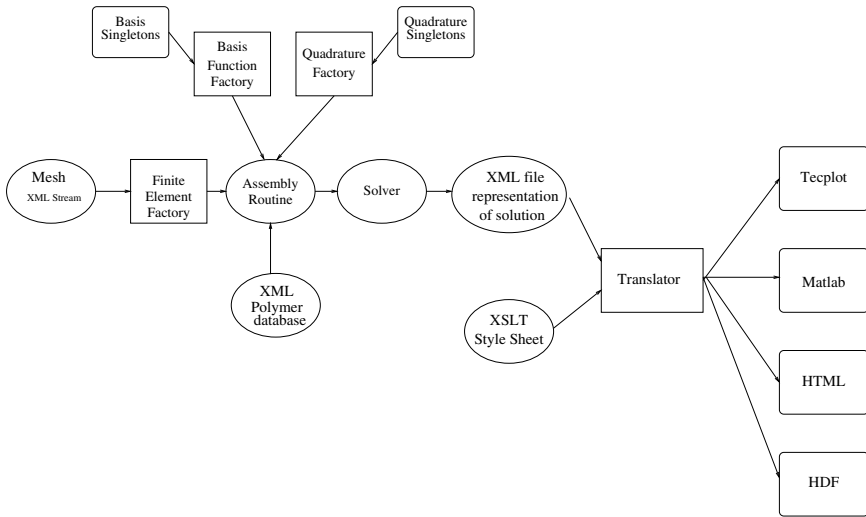 Basis
Singletons
Basis
Function
Factory
Quadrature
Factory
Quadrature
Singletons
Mesh
XML Stream
Finite
Element
Factory
Assembly
Routine
Solver
XML file
representation
of solution
XML
Polymer
database
XSLT
Style Sheet
Translator
Tecplot
Matlab
HTML
HDF